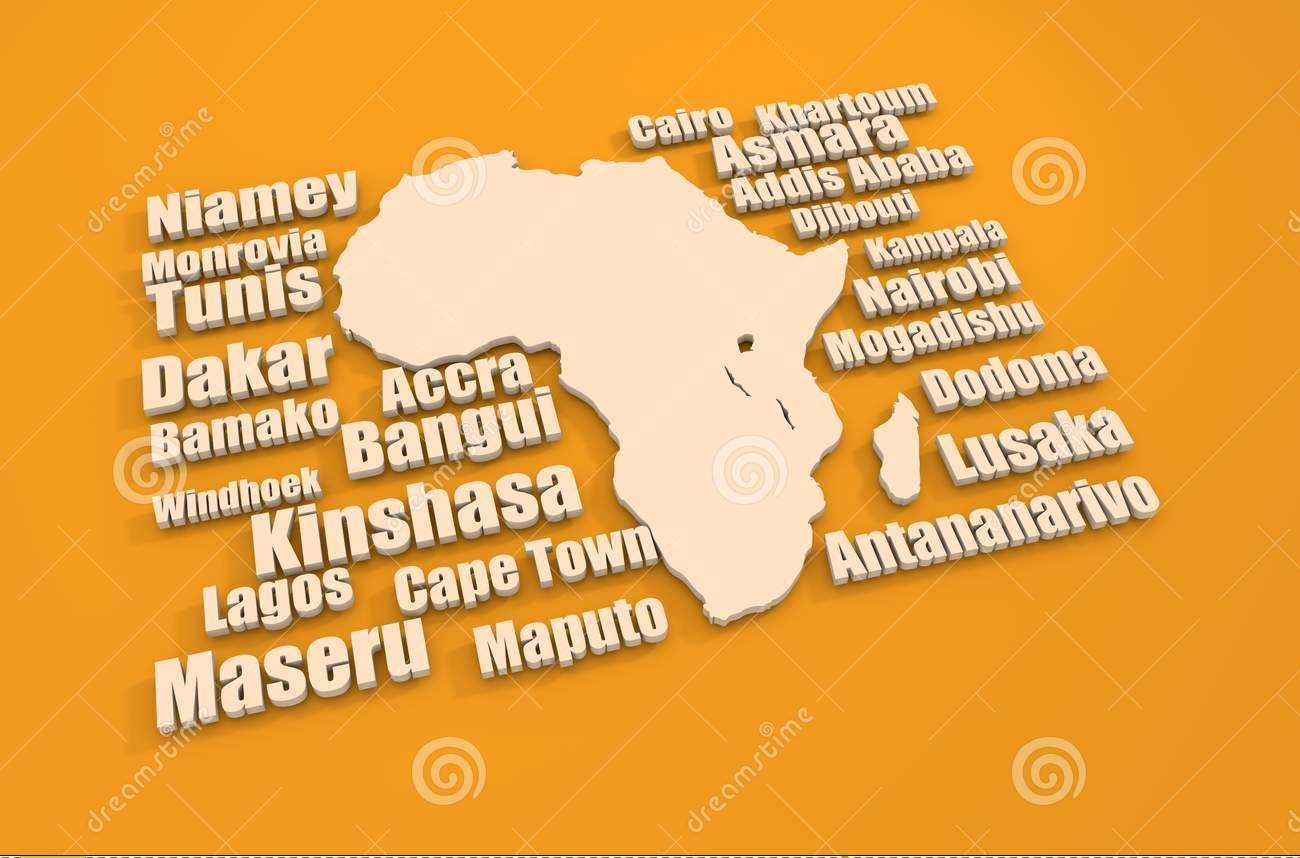 Cairo Khartoum
Asmara
Addis Ababa
Djibouti
Kampala
Nairobi
Mogadishu
Dodoma
Lusaka
Antananarivo
Niamey
Monrovia
Tunis
Dakar
Bamako
Windhoek
Accra
Bangui
Kinshasa
Lagos
Cape Town
Maseru
Maputo
dreamstime
dreamstime
dreamstime
dreamstime
dreamstime
dreamstime